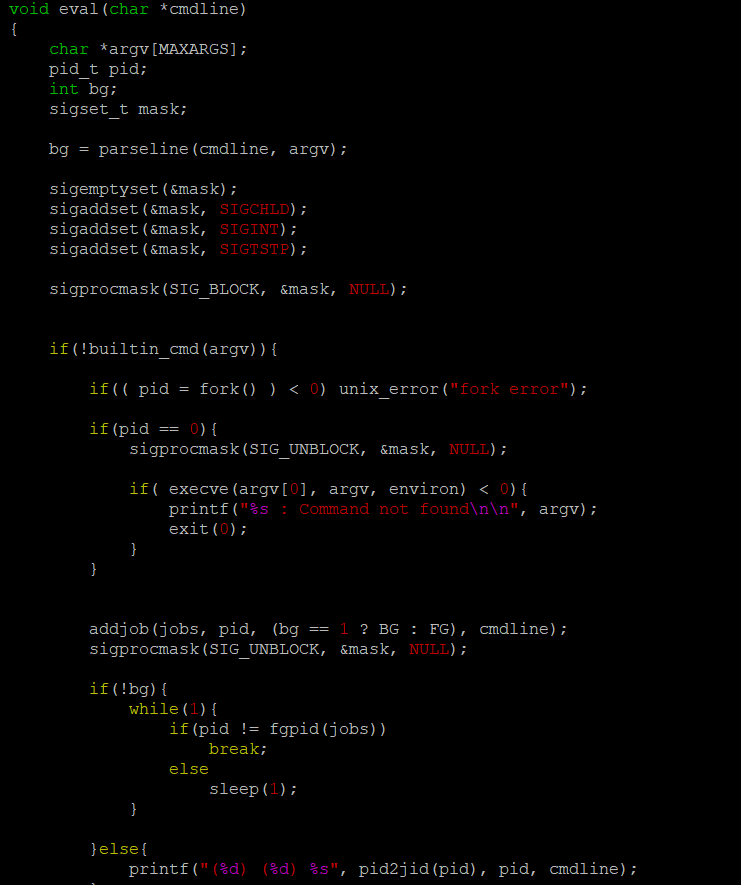 void eval(char *cmdline)
{
    char *argv[MAXARGS];
    pid_t pid;
    int bg;
    sigset_t mask;

    bg = parseline(cmdline, argv);

    sigemptyset(&mask);
    sigaddset(&mask, SIGCHLD);
    sigaddset(&mask, SIGINT);
    sigaddset(&mask, SIGTSTP);

    sigprocmask(SIG_BLOCK, &mask, NULL);


    if(!builtin_cmd(argv)){

        if(( pid = fork() ) < 0) unix_error("fork error");

        if(pid == 0){
            sigprocmask(SIG_UNBLOCK, &mask, NULL);

            if( execve(argv[0], argv, environ) < 0){
                printf("%s : Command not found\n\n", argv);
                exit(0);
            }
        }


        addjob(jobs, pid, (bg == 1 ? BG : FG), cmdline);
        sigprocmask(SIG_UNBLOCK, &mask, NULL);

        if(!bg){
            while(1){
                if(pid != fgpid(jobs))
                    break;
                else
                    sleep(1);
            }

        }else{
            printf("(%d) (%d) %s", pid2jid(pid), pid, cmdline);
        }